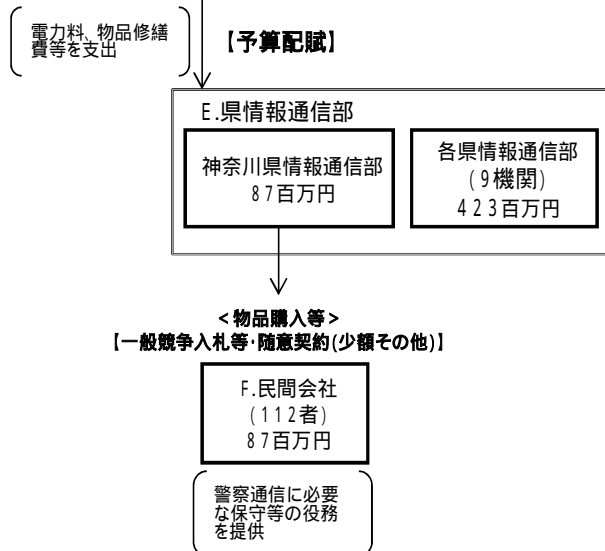 電力料、物品修繕
費等を支出
【予算配賦】
E.県情報通信部
神奈川県情報通信部
87百万円
各県情報通信部
(9機関)
423百万円
<物品購入等>
【一般競争入札等・随意契約(少額その他)】
F.民間会社
(112者)
87百万円
警察通信に必要
な保守等の役務
を提供